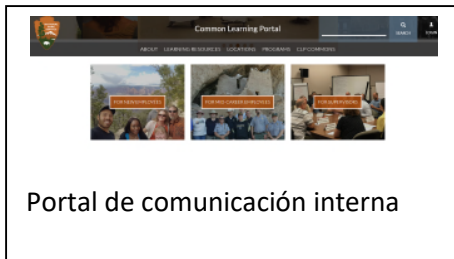 Common Learning Portal
SEARCH
ABOUT LEARNING RESOURCES LOCATIONS PROGRAMS CLP COMMONS
FOR NEW EMPLOYEES FOR MID-CAREER EMPLOYEES FOR SUPERVISORS
Portal de comunicación interna